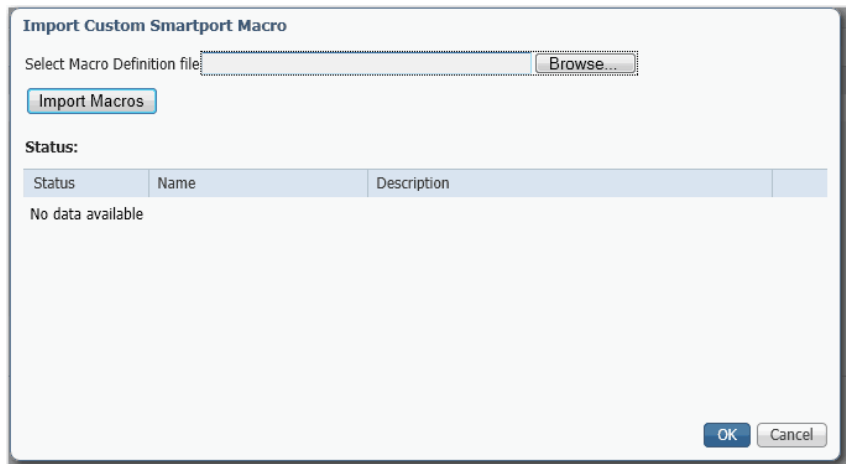 Import Custom Smartport Macro
Select Macro Definition file
Browse...
Import Macros
Status:
Status Name Description
No data available
OK Cancel